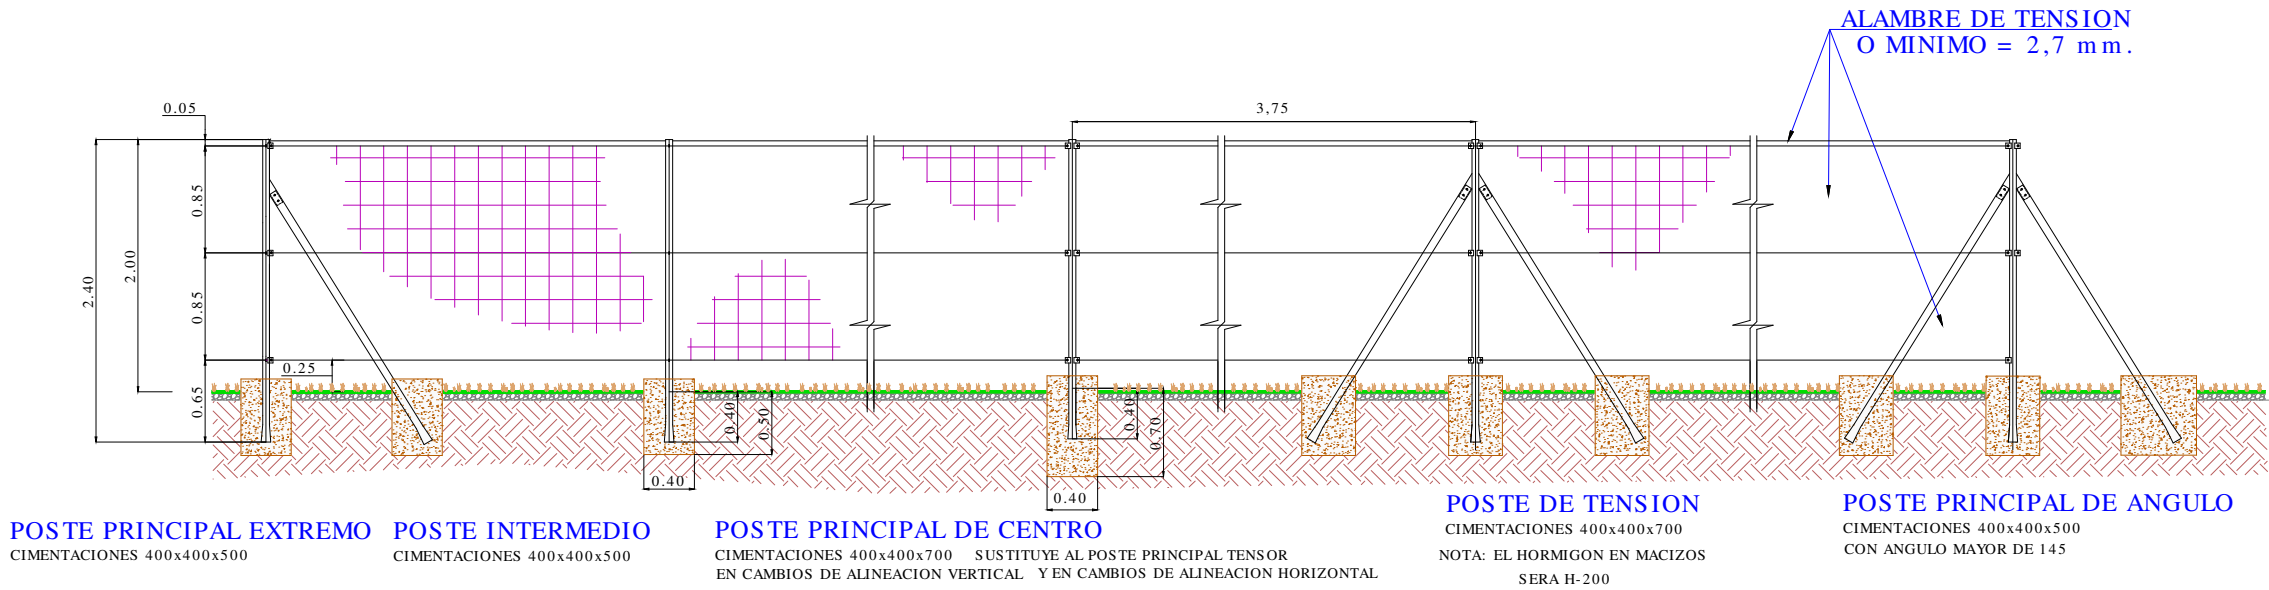 ALAMBRE DE TENSION
O MINIMO = 2,7 mm.
0.05
3,75
0.85
2.00
2.40
0.85
0.25
0.65
0.40
0.50
0.40
0.70
0.40
0.40
POSTE PRINCIPAL EXTREMO
CIMENTACIONES 400x400x500
POSTE INTERMEDIO
CIMENTACIONES 400x400x500
POSTE PRINCIPAL DE CENTRO
CIMENTACIONES 400x400x700 SUSTITUYE AL POSTE PRINCIPAL TENSOR
EN CAMBIOS DE ALINEACION VERTICAL Y EN CAMBIOS DE ALINEACION HORIZONTAL
POSTE DE TENSION
CIMENTACIONES 400x400x700
NOTA: EL HORMIGON EN MACIZOS
SERA H-200
POSTE PRINCIPAL DE ANGULO
CIMENTACIONES 400x400x500
CON ANGULO MAYOR DE 145